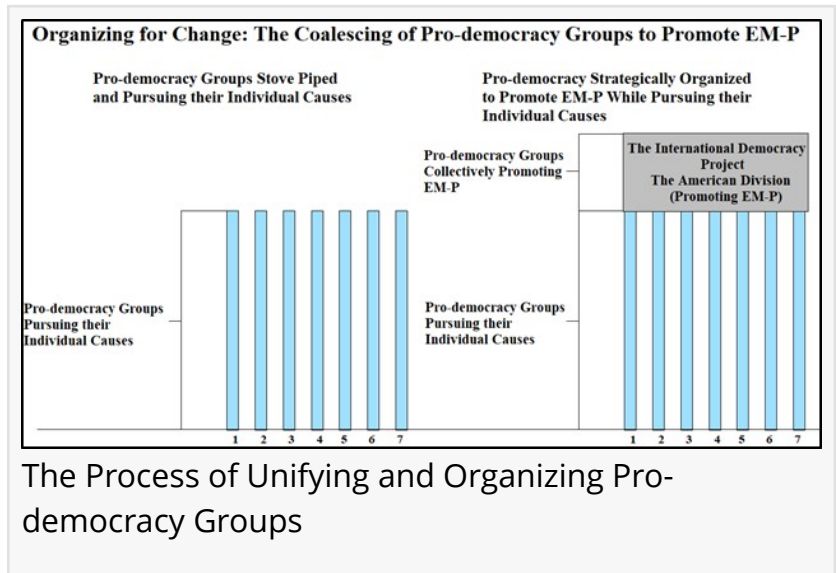 Organizing for Change: The Coalescing of Pro-democracy Groups to Promote EM-P
Pro-democracy Groups Stove Piped
and Pursuing their Individual Causes
Pro-democracy Strategically Organized
to Promote EM-P While Pursuing their
Individual Causes
Pro-democracy Groups
Collectively Promoting
EM-P
The International Democracy
Project
The American Division
(Promoting EM-P)
Pro-democracy Groups
Pursuing their
Individual Causes
Pro-democracy Groups
Pursuing their
Individual Causes
1 2 3 4 5 6 7
1 2 3 4 5 6 7
The Process of Unifying and Organizing Pro-
democracy Groups